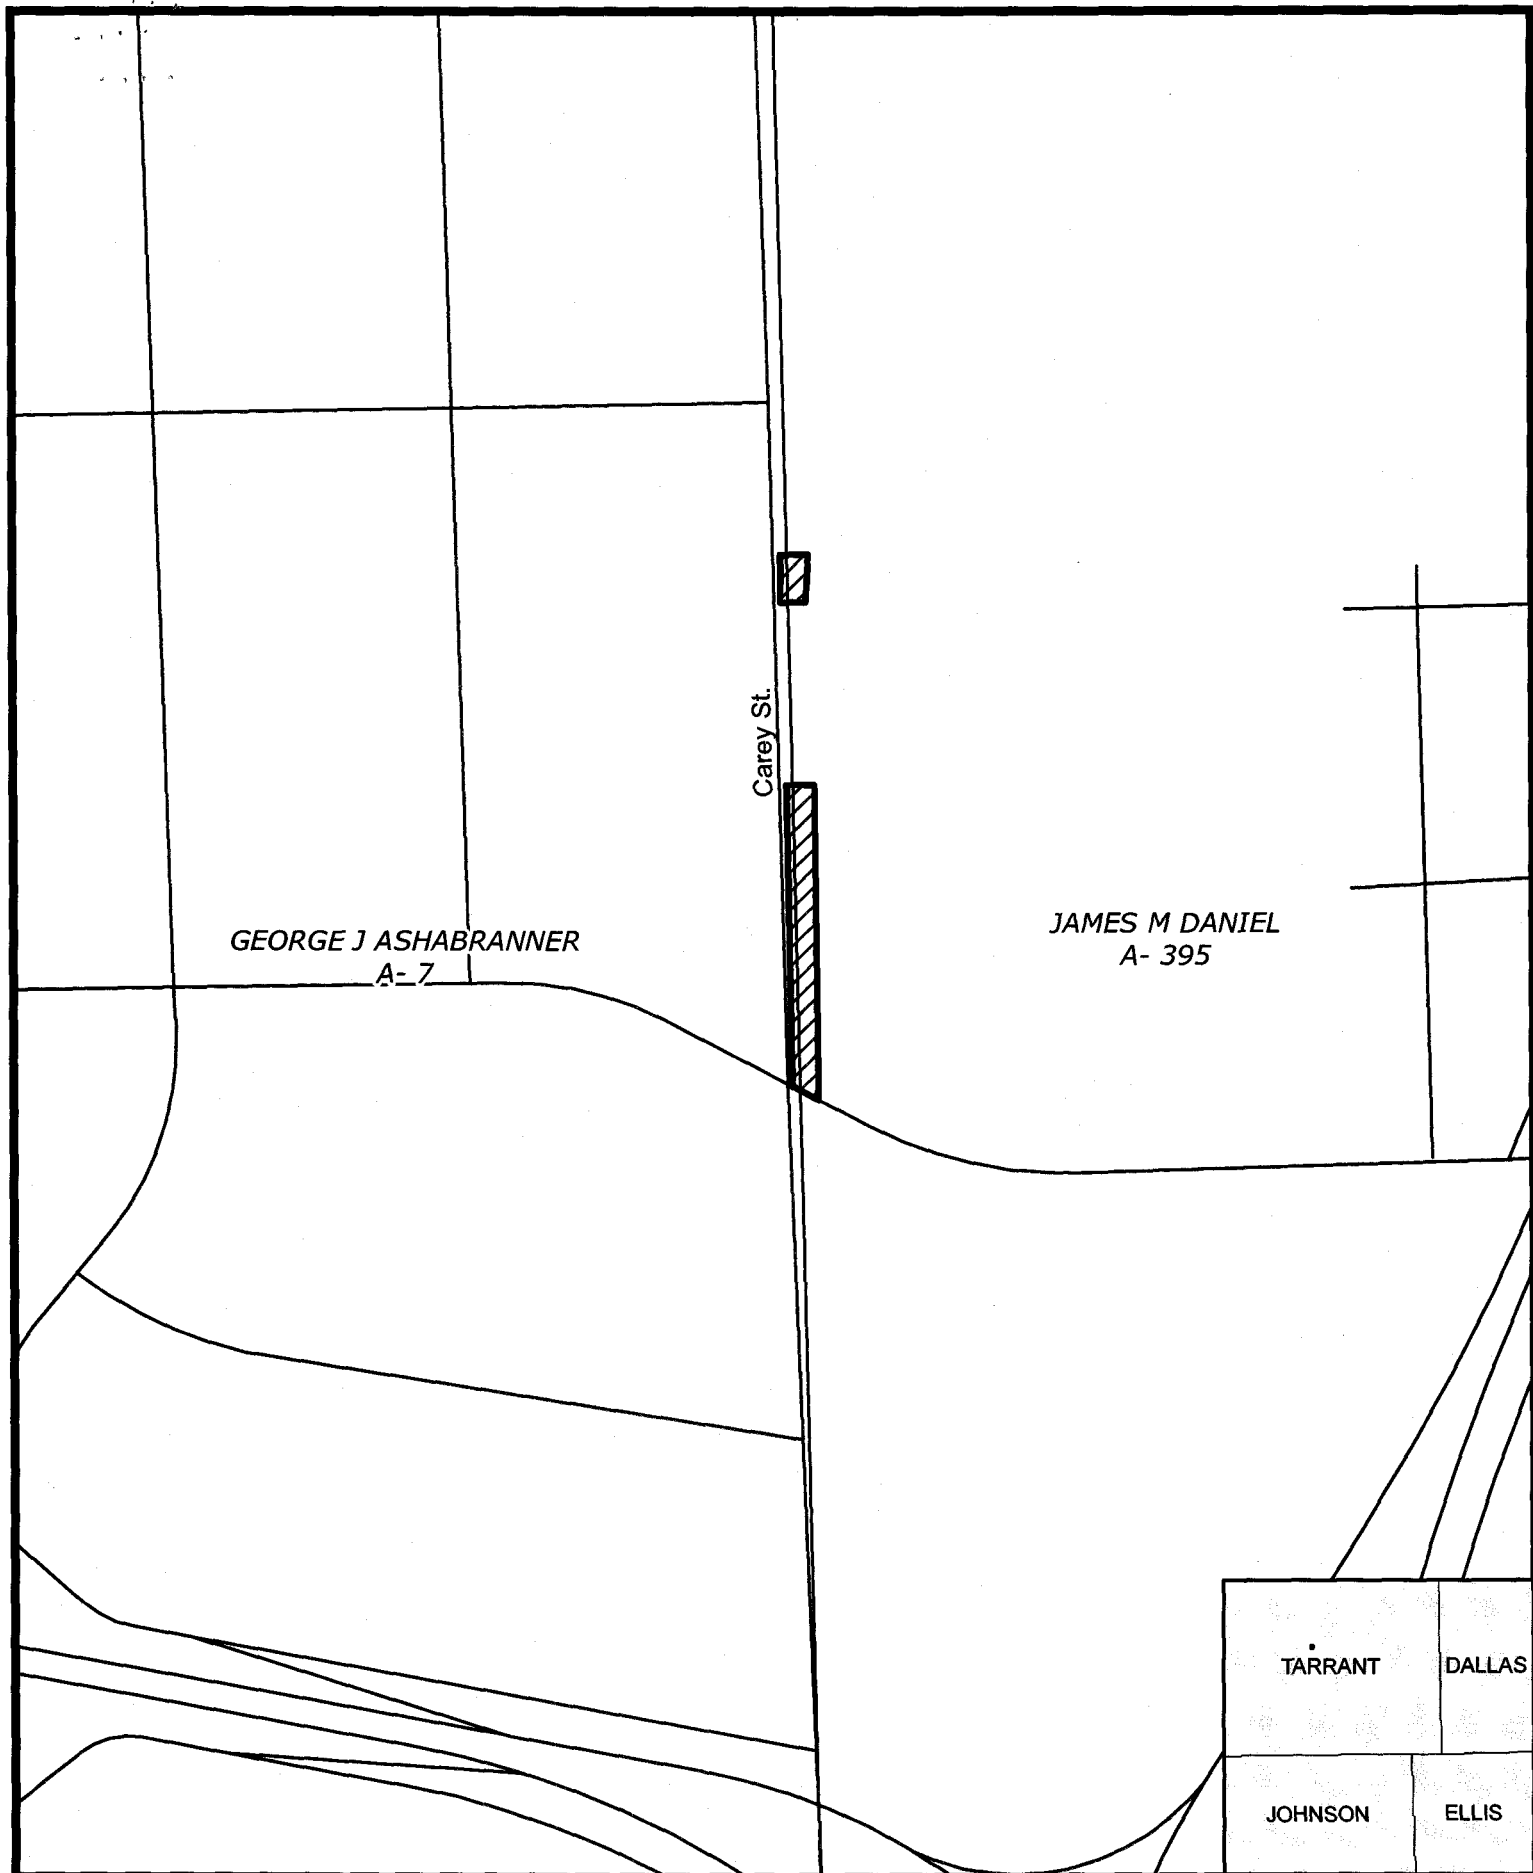 Carey St.
GEORGE J ASHABRANNER
A- 7
JAMES M DANIEL
A- 395
TARRANT
DALLAS
JOHNSON
ELLIS